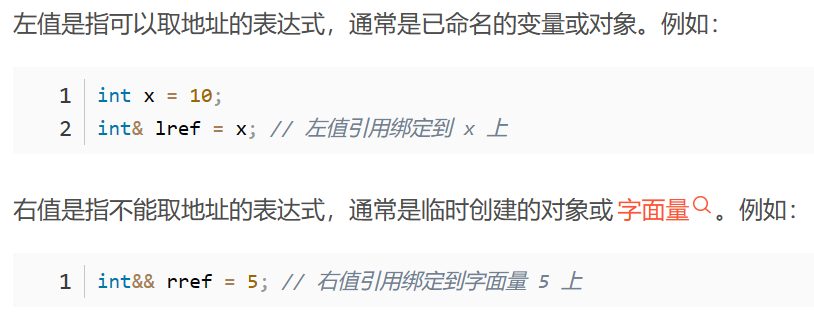 左值是指可以取地址的表达式，通常是已命名的变量或对象。例如：
1 int x = 10;
2 int& lref = x; // 左值引用绑定到 x 上
右值是指不能取地址的表达式，通常是临时创建的对象或字面量。例如：
1 int&& rref = 5; // 右值引用绑定到字面量 5 上